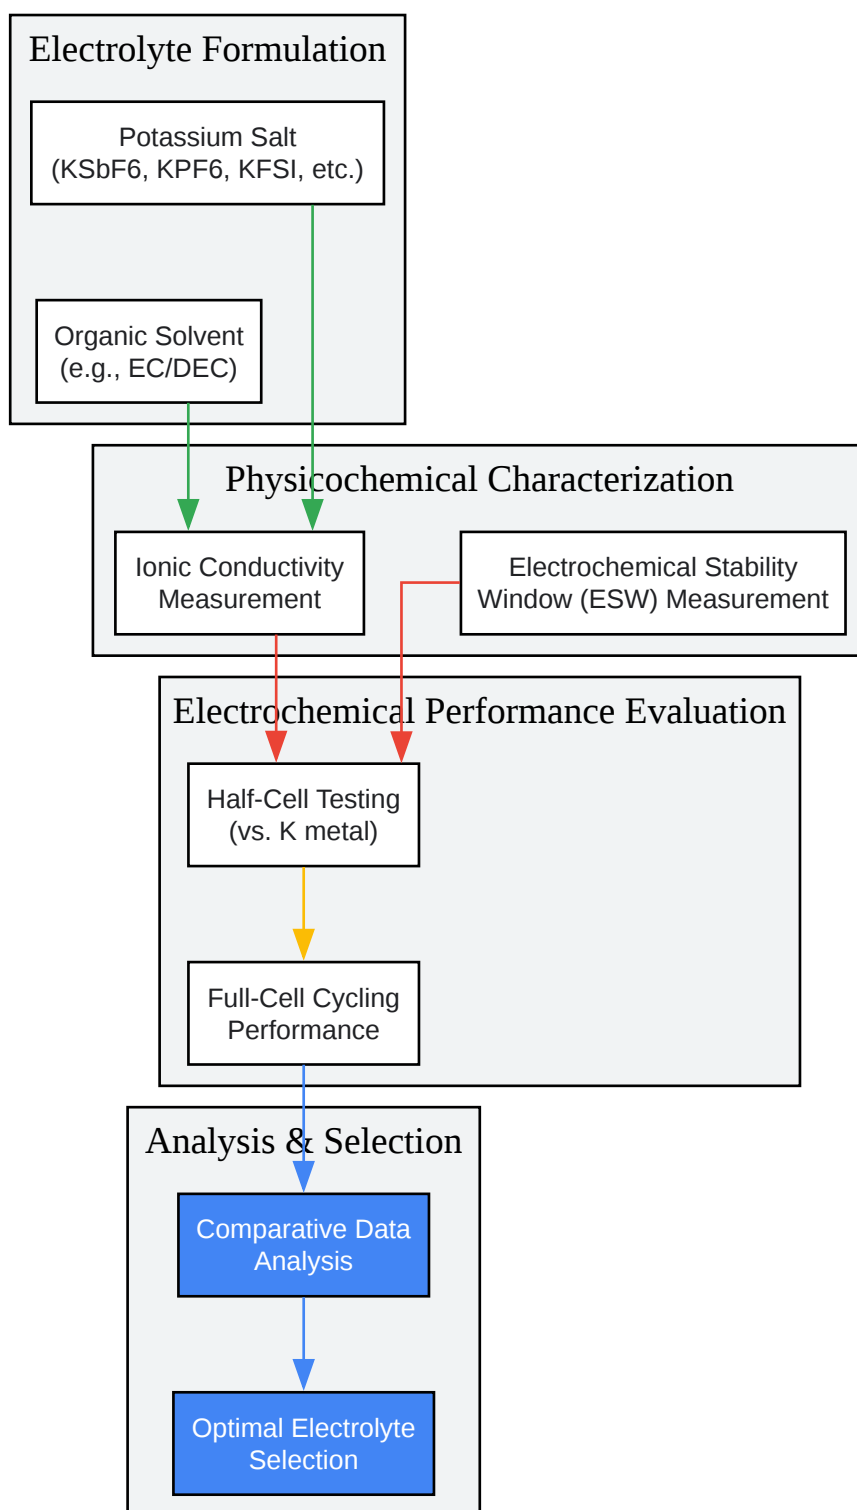 Electrolyte Formulation
Potassium Salt
(KSbF6, KPF6, KFSI, etc.)
Organic Solvent
(e.g., EC/DEC)
Physicochemical Characterization
Ionic Conductivity
Measurement
Electrochemical Stability
Window (ESW) Measurement
Electrochemical Performance Evaluation
Half-Cell Testing
(vs. K metal)
Full-Cell Cycling
Performance
Analysis & Selection
Comparative Data
Analysis
Optimal Electrolyte
Selection